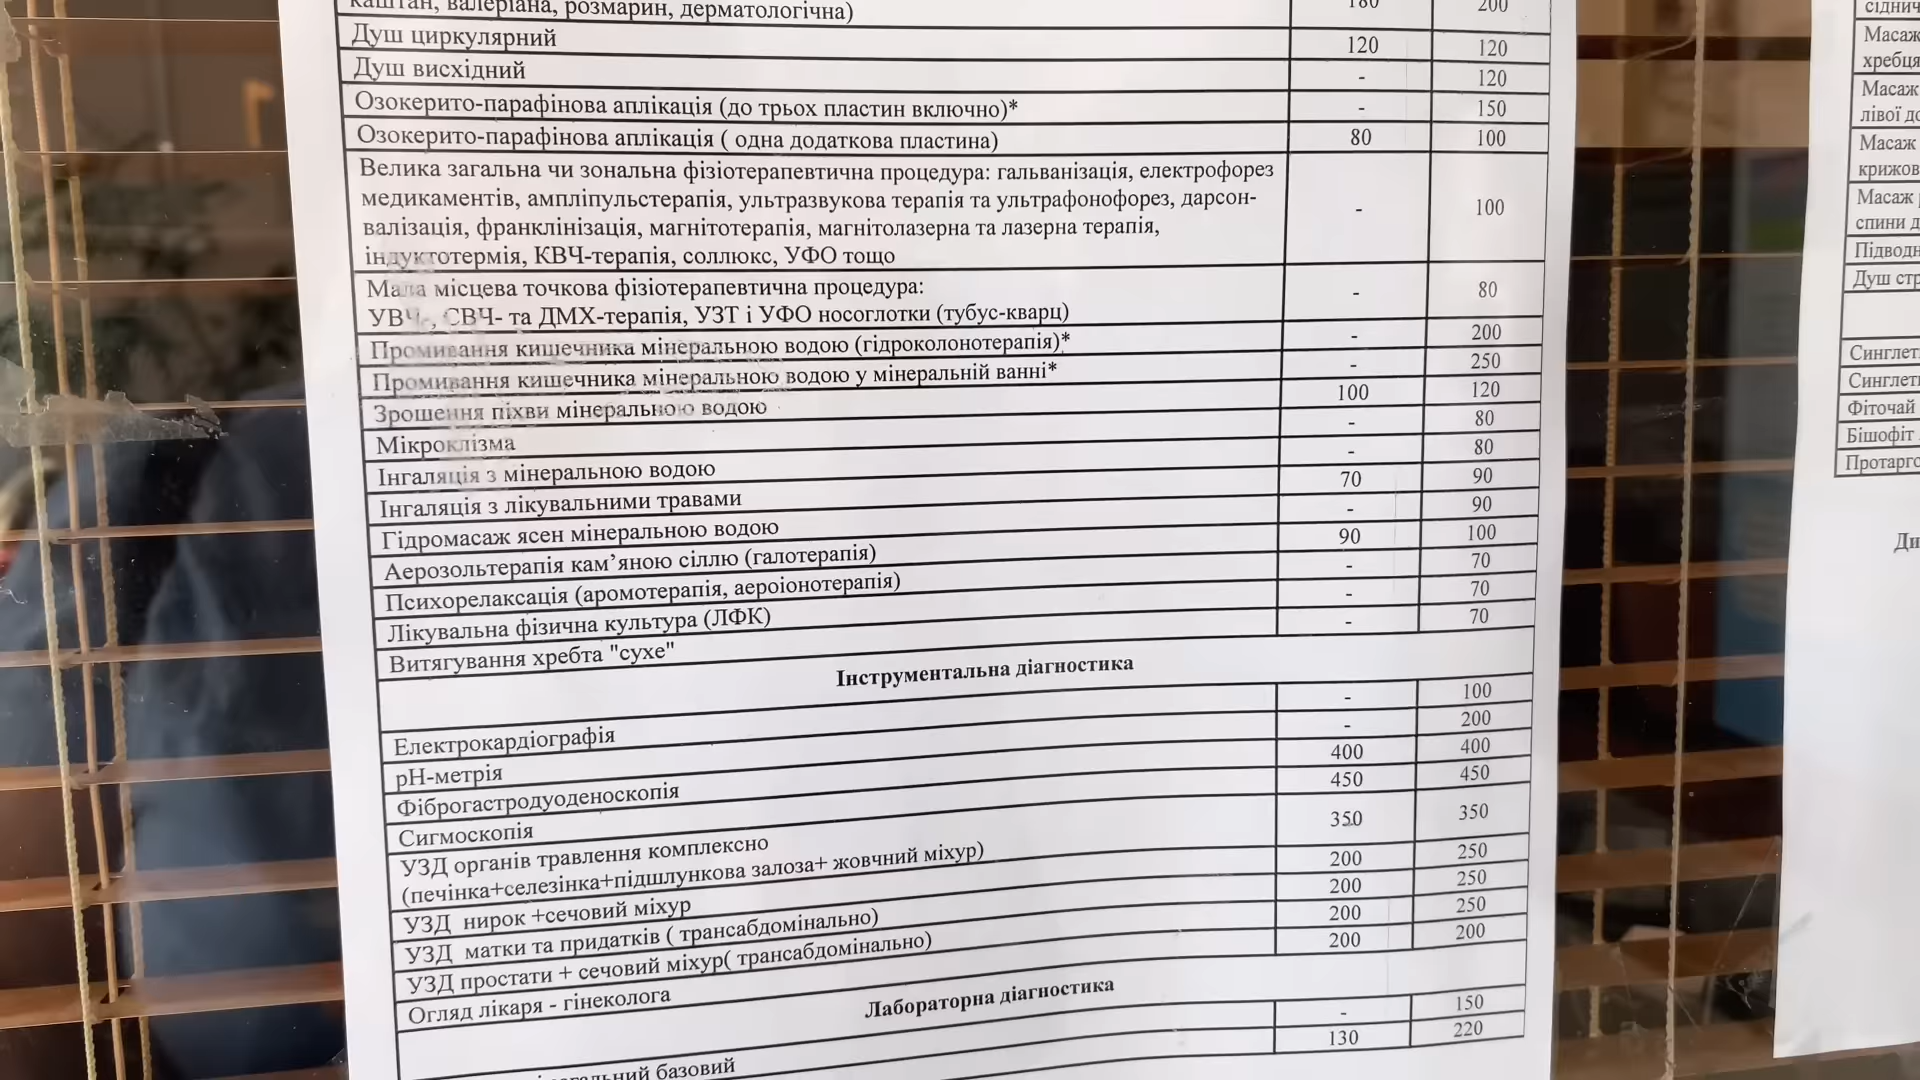 каштан, валеріана, розмарин, дерматологічна) 180 200
Душ циркулярний 120 120
Душ висхідний - 120
Озокерито-парафінова аплікація (до трьох пластин включно)* - 150
Озокерито-парафінова аплікація ( одна додаткова пластина) 80 100
Велика загальна чи зональна фізіотерапевтична процедура: гальванізація, електрофорез
медикаментів, ампліпульстерапія, ультразвукова терапія та ультрафонофорез, дарсон-
валізація, франклінізація, магнітотерапія, магнітолазерна та лазерна терапія, - 100
індуктотермія, КВЧ-терапія, соллюкс, УФО тощо
Мала місцева точкова фізіотерапевтична процедура: - 80
УВЧ-, СВЧ- та ДМХ-терапія, УЗТ і УФО носоглотки (тубус-кварц)
Промивання кишечника мінеральною водою (гідроколонотерапія)* - 200
Промивання кишечника мінеральною водою у мінеральній ванні* - 250
Зрошення піхви мінеральною водою 100 120
Мікроклізма - 80
Інгаляція з мінеральною водою - 80
Інгаляція з лікувальними травами 70 90
Гідромасаж ясен мінеральною водою - 90
Аерозольтерапія кам’яною сіллю (галотерапія) 90 100
Психорелаксація (аромотерапія, аероіонотерапія) - 70
Лікувальна фізична культура (ЛФК) - 70
Витягування хребта "сухе" - 70
Інструментальна діагностика
Електрокардіографія - 100
рН-метрія - 200
Фіброгастродуоденоскопія 400 400
Сигмоскопія 450 450
УЗД органів травлення комплексно 350 350
(печінка+селезінка+підшлункова залоза+ жовчний міхур)
УЗД нирок +сечовий міхур 200 250
УЗД матки та придатків ( трансабдомінально) 200 250
УЗД простати + сечовий міхур( трансабдомінально) 200 250
Огляд лікаря - гінеколога 200 200
Лабораторна діагностика
- 150
базовий 130 220
Масаж
хребця
Масаж
лівої
Масаж
Масаж
спини
Душ
Фіточай
Бішофіт